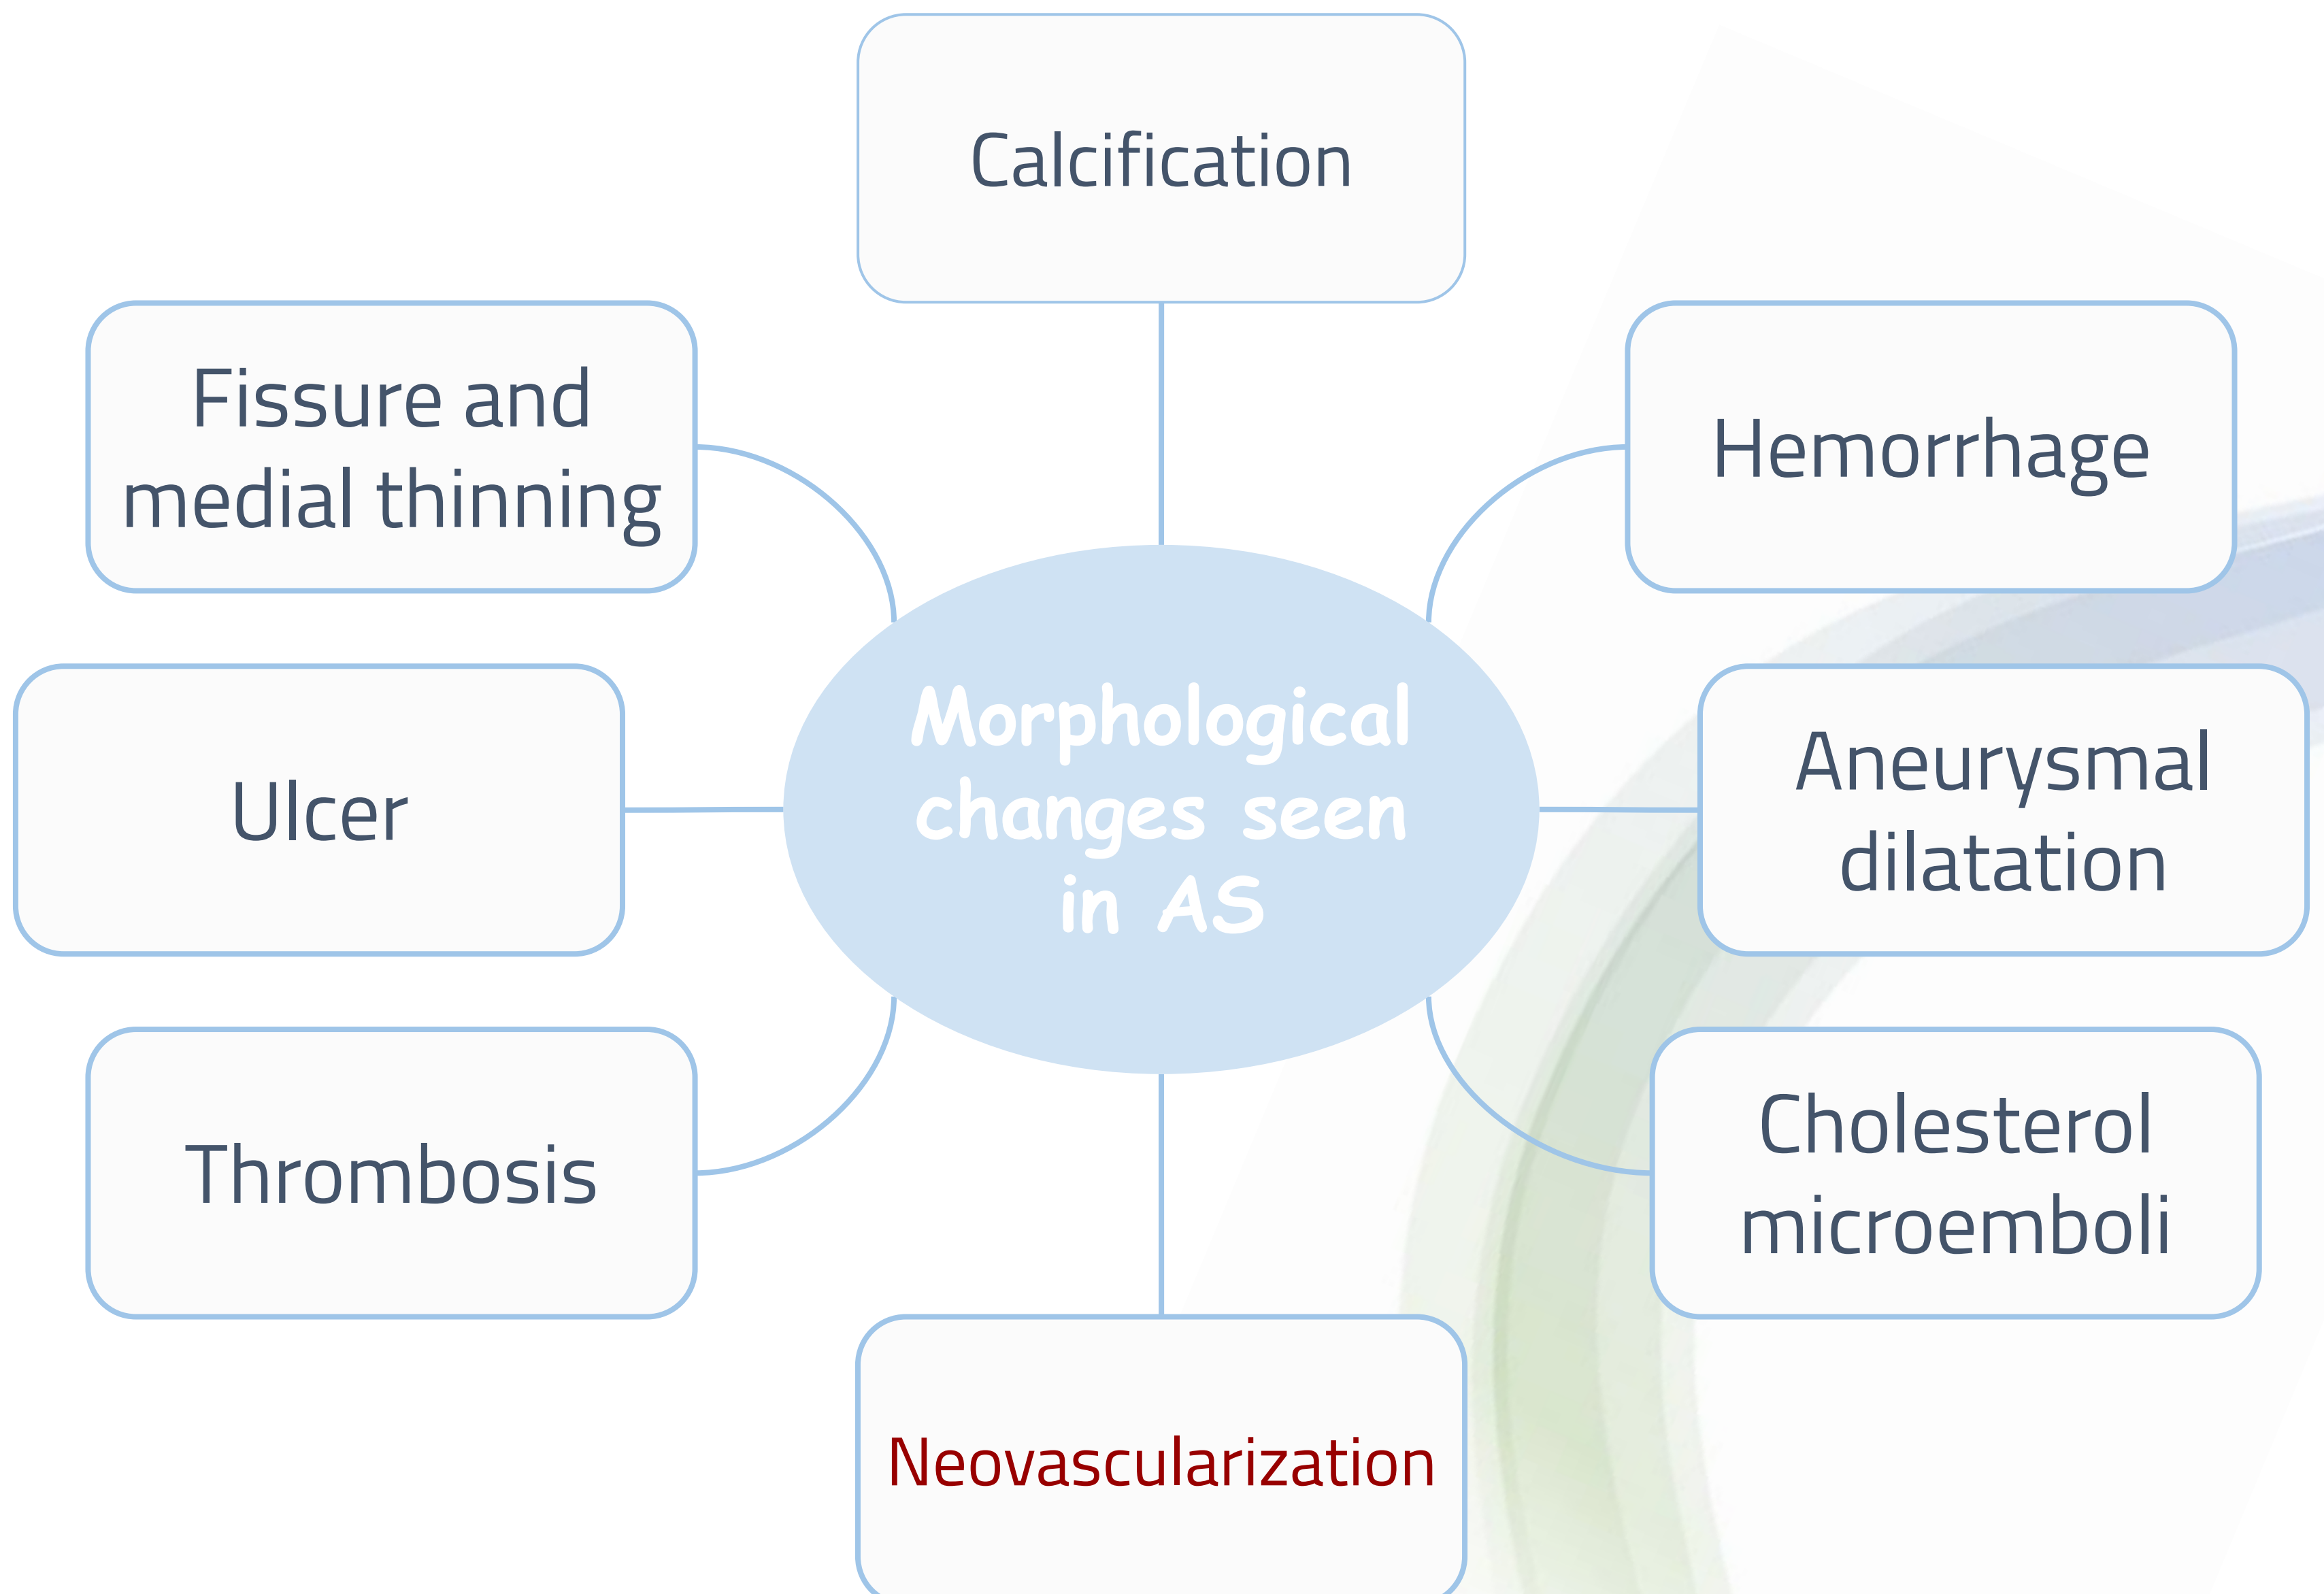 Calcification
Fissure and
medial thinning
Hemorrhage
Ulcer
Morphological
changes seen
in AS
Aneurysmal
dilatation
Thrombosis
Cholesterol
microemboli
Neovascularization